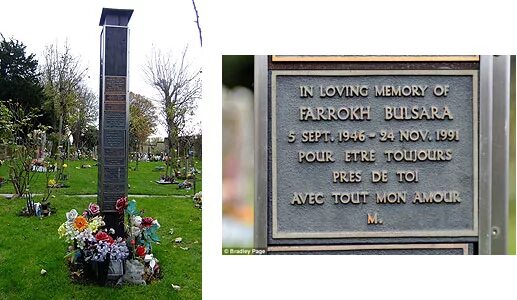 IN LOVING MEMORY OF
FARROKH BULSARA
5 SEPT. 1946 - 24 NOV. 1991
POUR ETRE TOUJOURS
PRES DE TOI
AVEC TOUT MON AMOUR
M.
© Bradley Page